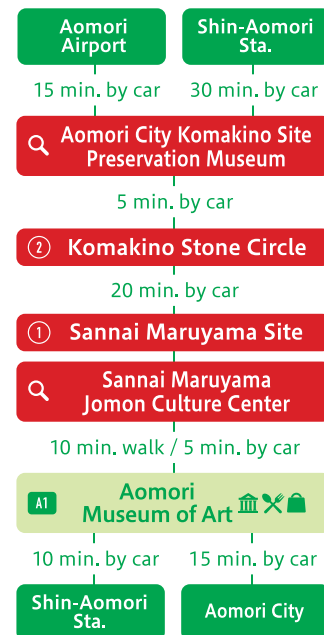 Aomori
Airport
Shin-Aomori
Sta.
15 min. by car
30 min. by car
Aomori City Komakino Site
Preservation Museum
5 min. by car
② Komakino Stone Circle
20 min. by car
① Sannai Maruyama Site
Sannai Maruyama
Jomon Culture Center
10 min. walk / 5 min. by car
A1
Aomori
Museum of Art
10 min. by car
15 min. by car
Shin-Aomori
Sta.
Aomori City